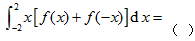 ∫_{-2}^{2} x[f(x)+f(-x)]dx= （ ）